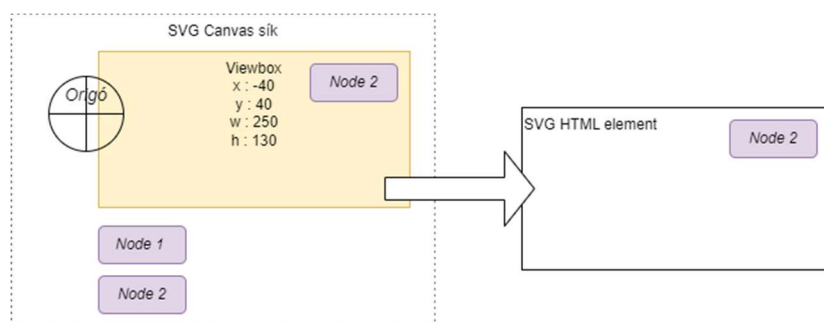 SVG Canvas sík
Origó
Viewbox
x : -40
y : 40
w : 250
h : 130
Node 2
Node 1
Node 2
SVG HTML element
Node 2